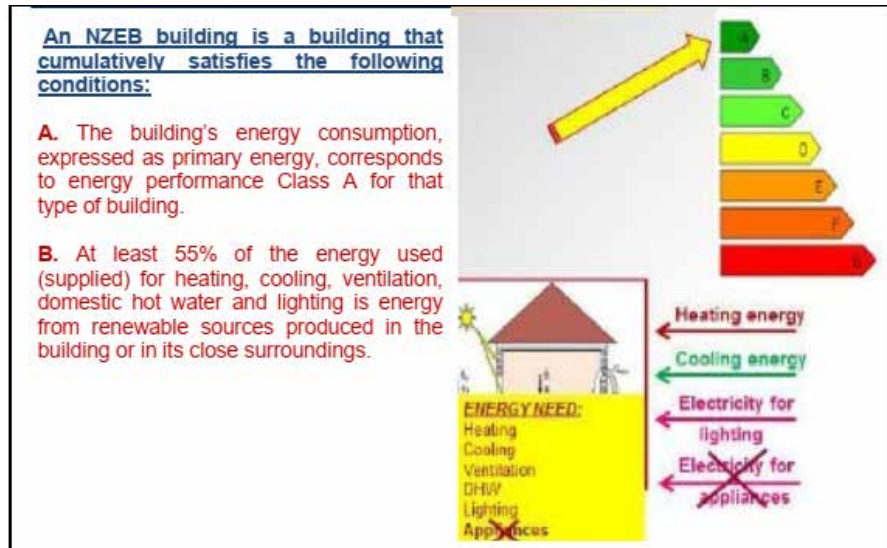 An NZEB building is a building that
cumulatively satisfies the following
conditions:
A. The building's energy consumption,
expressed as primary energy, corresponds
to energy performance Class A for that
type of building.
B. At least 55% of the energy used
(supplied) for heating, cooling, ventilation,
domestic hot water and lighting is energy
from renewable sources produced in the
building or in its close surroundings.
A
B
C
D
E
F
G
Heating energy
Cooling energy
Electricity for
lighting
Electricity for
appliances
ENERGY NEED:
Heating
Cooling
Ventilation
DHW
Lighting
Appliances